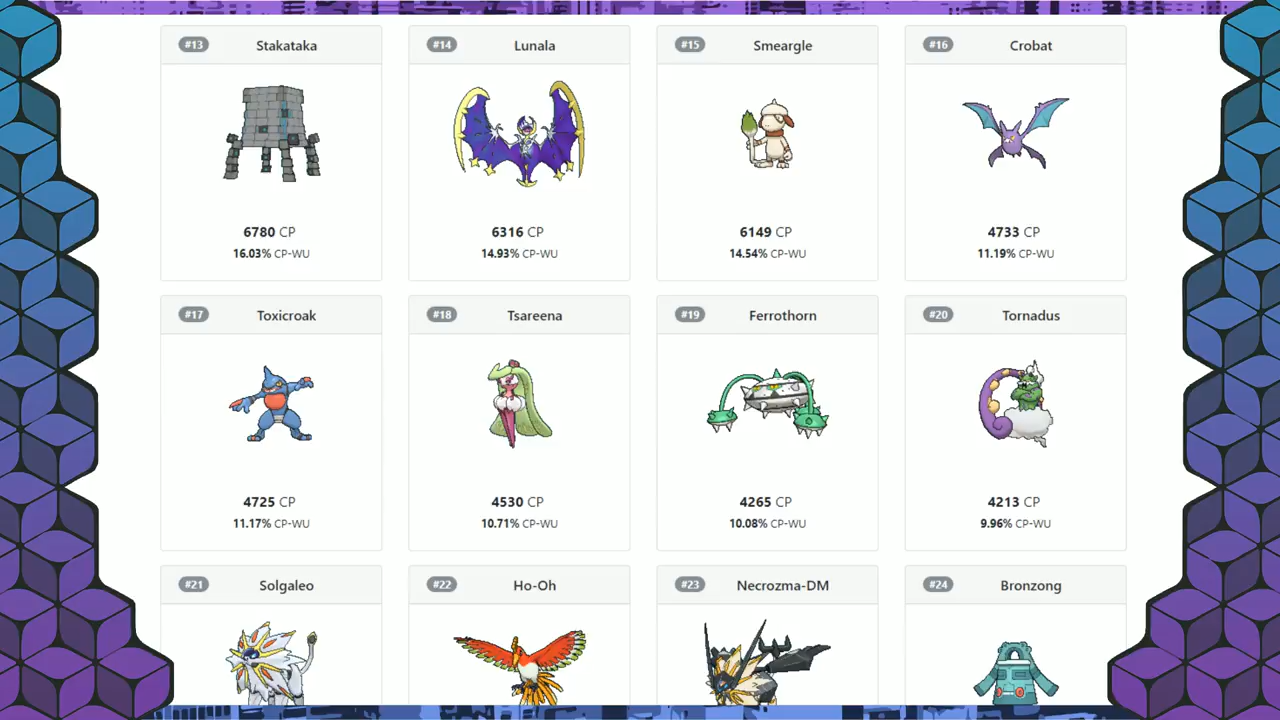 #13 Stakataka
#14 Lunala
#15 Smeargle
#16 Crobat
6780 CP
16.03% CP-WU
6316 CP
14.93% CP-WU
6149 CP
14.54% CP-WU
4733 CP
11.19% CP-WU
#17 Toxicroak
#18 Tsareena
#19 Ferrothorn
#20 Tornadus
4725 CP
11.17% CP-WU
4530 CP
10.71% CP-WU
4265 CP
10.08% CP-WU
4213 CP
9.96% CP-WU
#21 Solgaleo
#22 Ho-Oh
#23 Necrozma-DM
#24 Bronzong